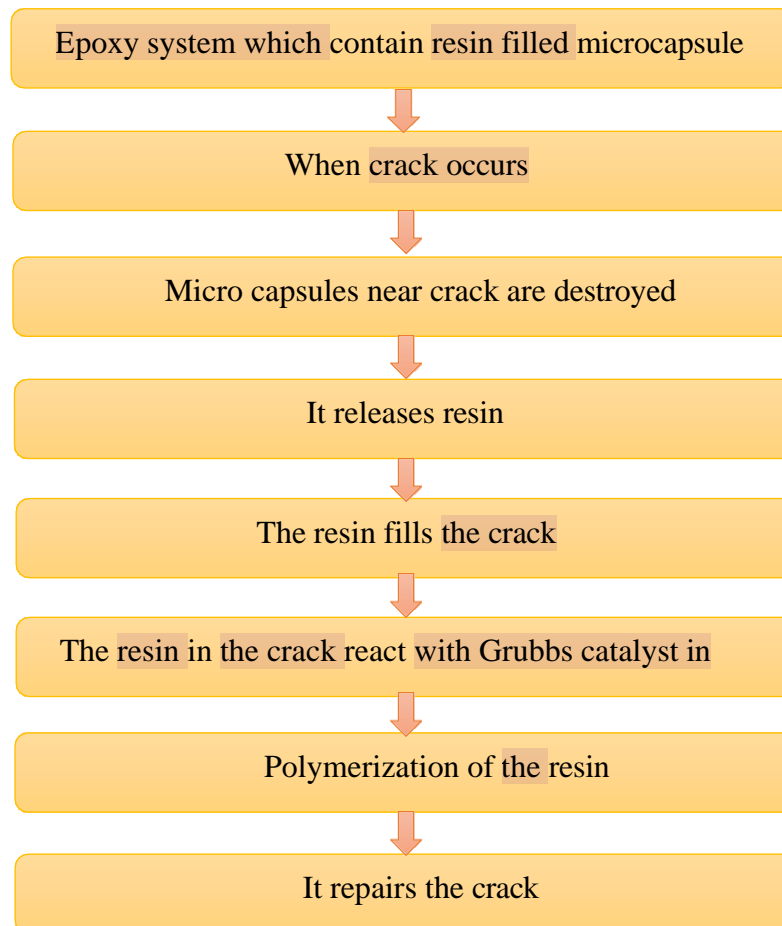 Epoxy system which contain resin filled microcapsule
When crack occurs
Micro capsules near crack are destroyed
It releases resin
The resin fills the crack
The resin in the crack react with Grubbs catalyst in
Polymerization of the resin
It repairs the crack